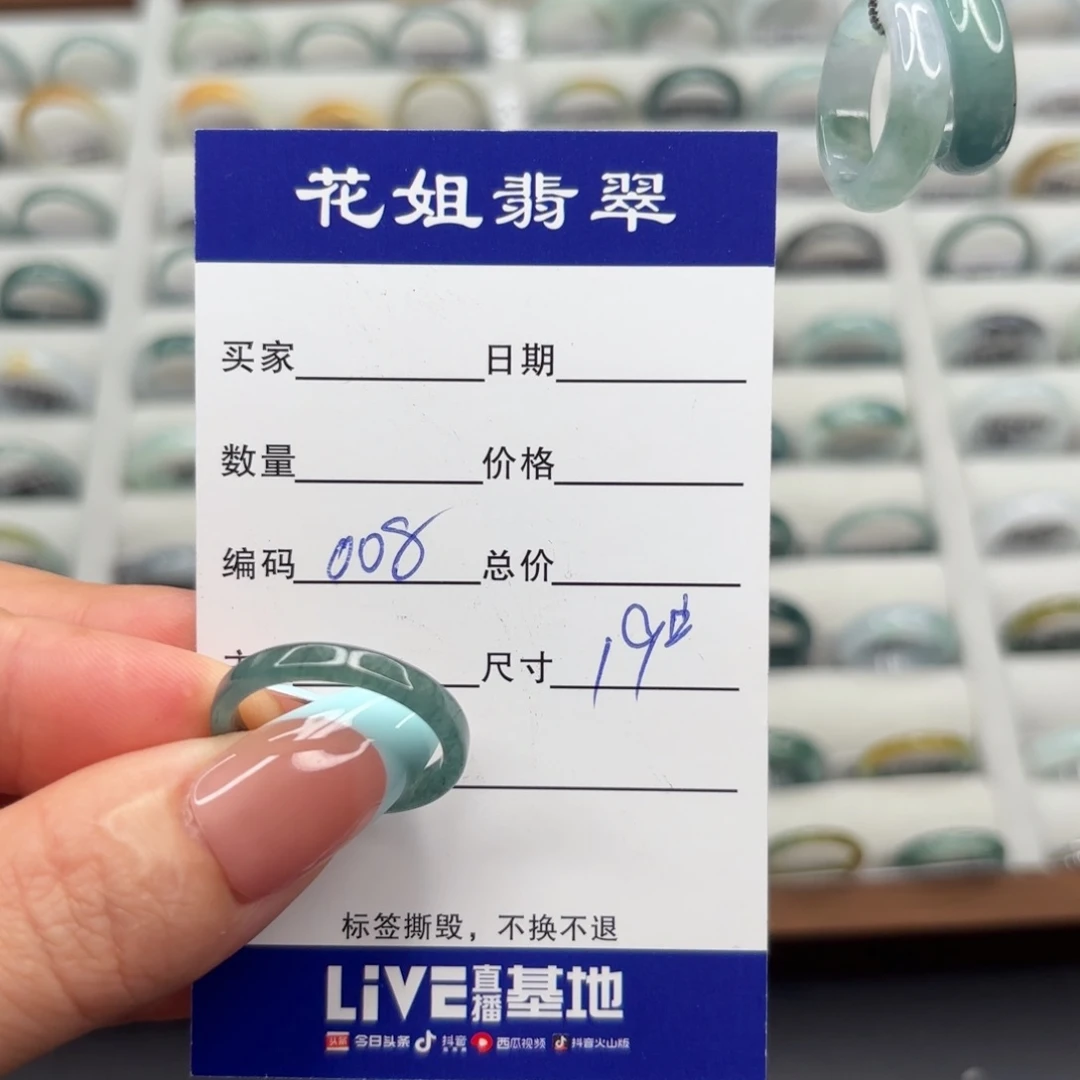 花姐翡翠
买家 日期
数量 价格
编码 008 总价
尺寸 19
标签撕毁，不换不退
LiVE直播基地
头条 今日头条 抖音 西瓜视频 抖音火山版